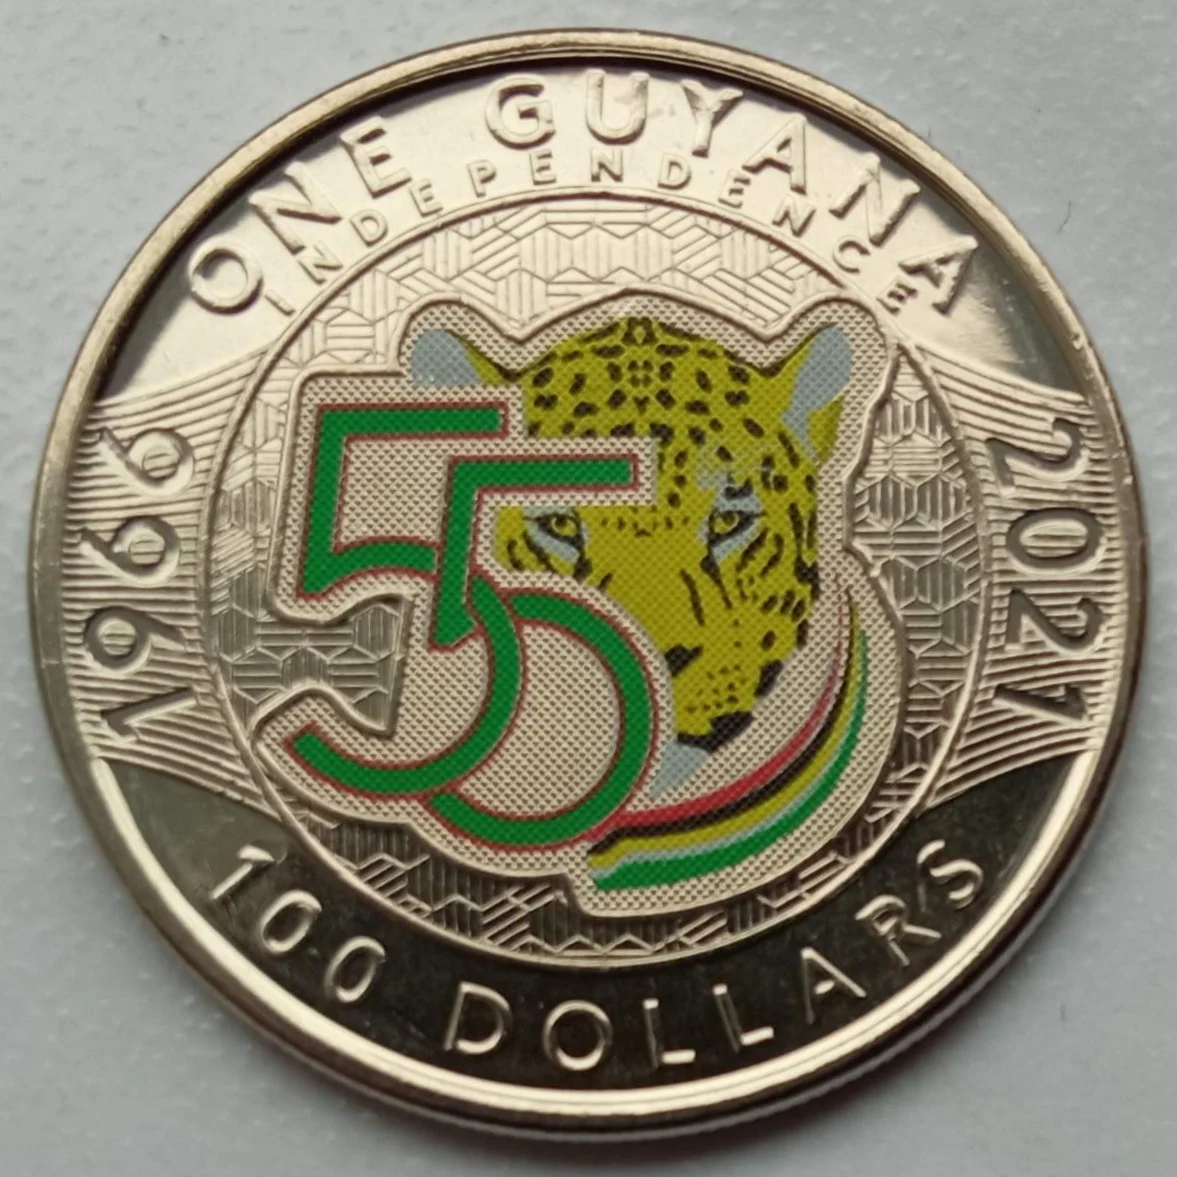 ONE GUYANA
INDEPENDENCE
1966
55
2021
100 DOLLARS